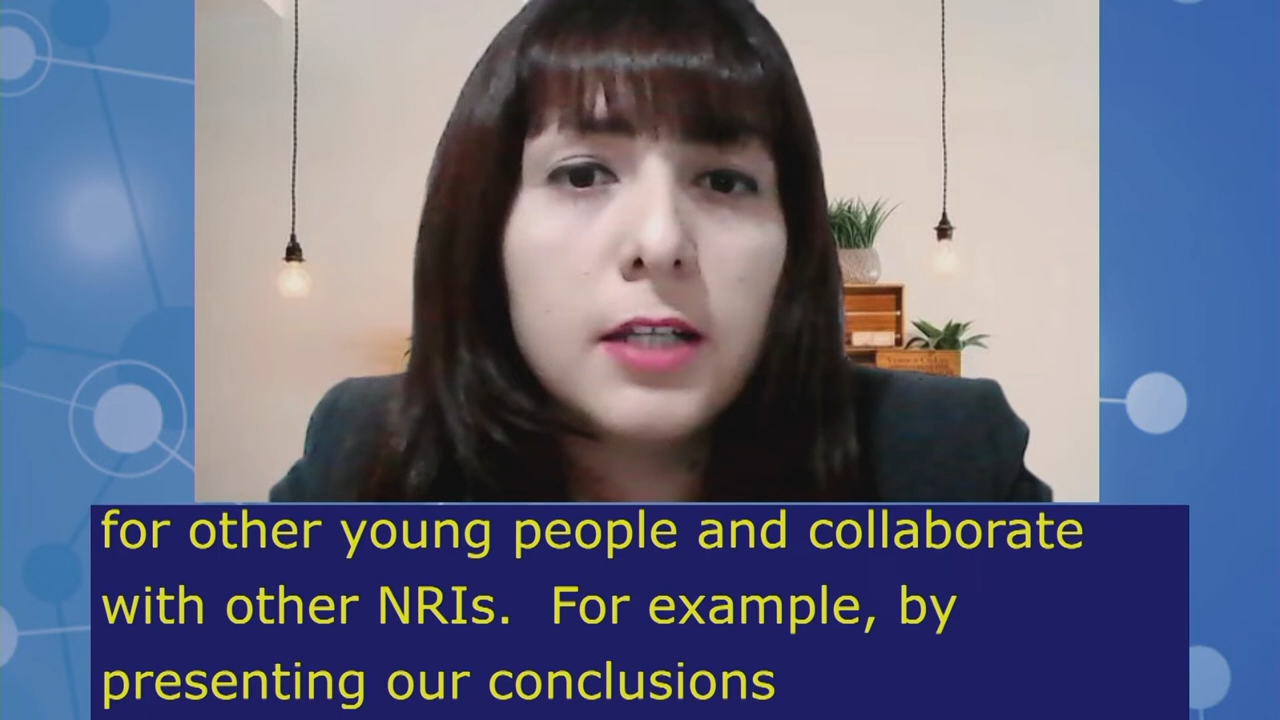 for other young people and collaborate
with other NRIs.  For example, by
presenting our conclusions